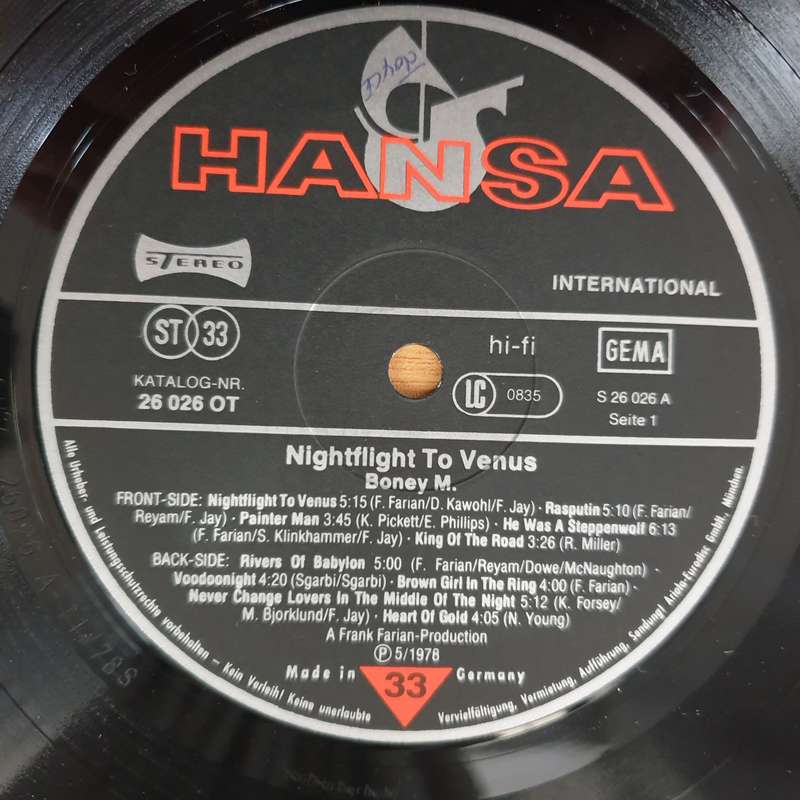 Joyce
HANSA
STEREO
INTERNATIONAL
ST 33
hi-fi
GEMA
KATALOG-NR.
26 026 OT
LC 0835
S 26 026 A
Seite 1
Nightflight To Venus
Boney M.
FRONT-SIDE: Nightflight To Venus 5:15 (F. Farian/D. Kawohl/F. Jay) · Rasputin 5:10 (F. Farian/
Reyam/F. Jay) · Painter Man 3:45 (K. Pickett/E. Phillips) · He Was A Steppenwolf 6:13
(F. Farian/S. Klinkhammer/F. Jay) · King Of The Road 3:26 (R. Miller)
BACK-SIDE: Rivers Of Babylon 5:00 (F. Farian/Reyam/Dowe/McNaughton) ·
Voodoonight 4:20 (Sgarbi/Sgarbi) · Brown Girl In The Ring 4:00 (F. Farian) ·
Never Change Lovers In The Middle Of The Night 5:12 (K. Forsey/
M. Bjorklund/F. Jay) · Heart Of Gold 4:05 (N. Young)
A Frank Farian-Production
Ⓟ 5/1978
Made in Germany
33
Alle Urheber- und Leistungsschutzrechte vorbehalten – Kein Verleih! Keine unerlaubte Vervielfältigung, Vermietung, Aufführung, Sendung! Ariola-Eurodisc GmbH, München.